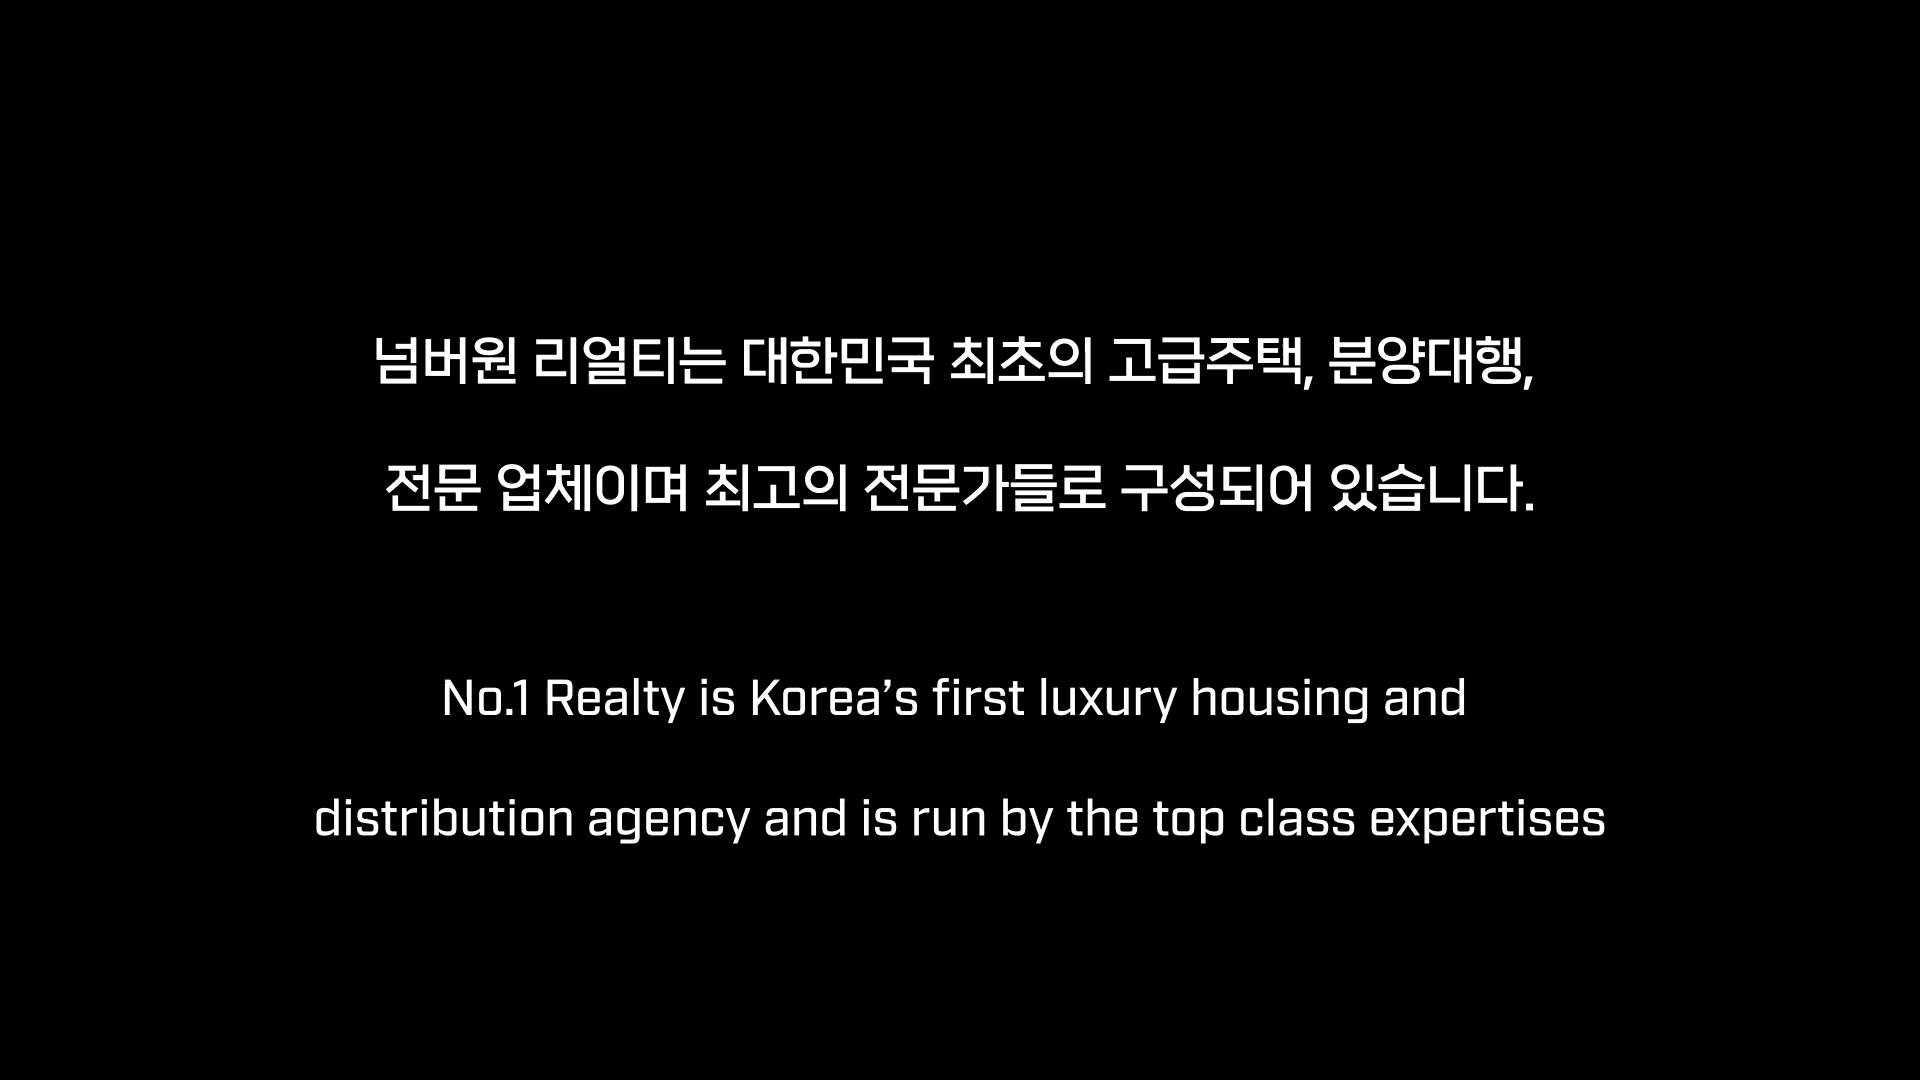 넘버원 리얼티는 대한민국 최초의 고급주택, 분양대행,
전문 업체이며 최고의 전문가들로 구성되어 있습니다.
No.1 Realty is Korea’s first luxury housing and
distribution agency and is run by the top class expertises